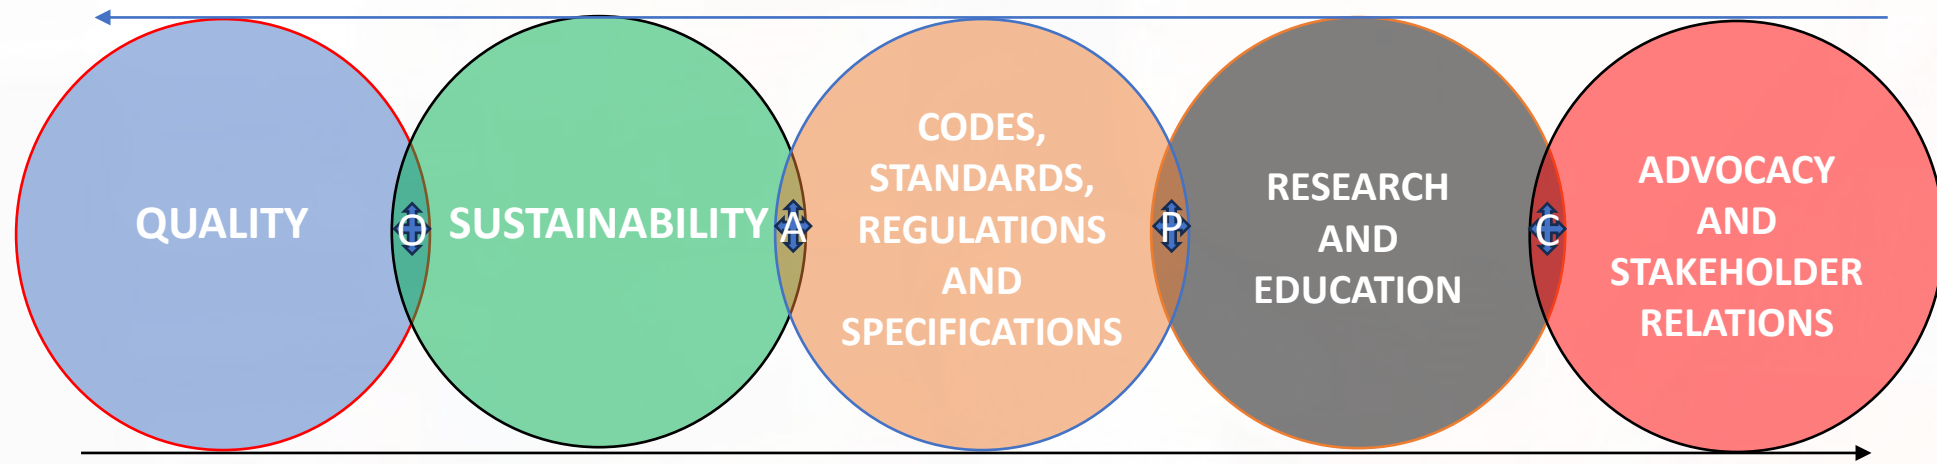 QUALITY
O
SUSTAINABILITY
A
CODES,
STANDARDS,
REGULATIONS
AND
SPECIFICATIONS
P
RESEARCH
AND
EDUCATION
C
ADVOCACY
AND
STAKEHOLDER
RELATIONS